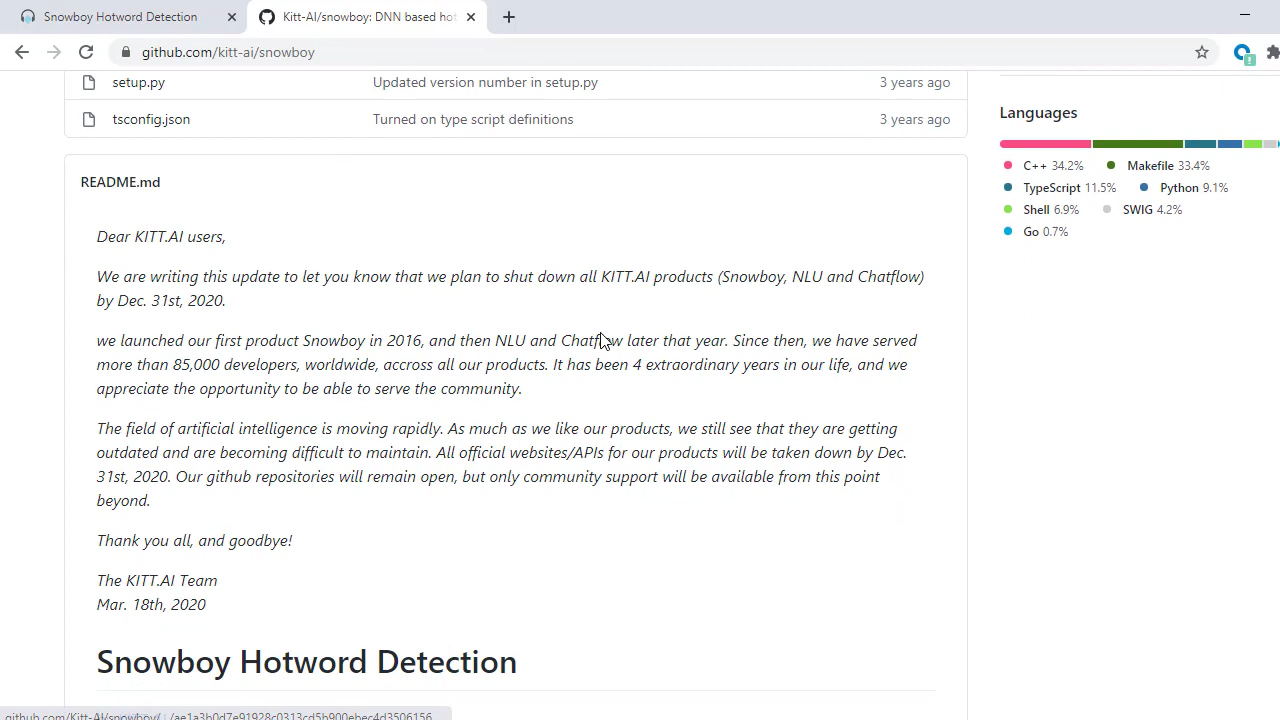 Snowboy Hotword Detection
Kitt-AI/snowboy: DNN based hot
github.com/kitt-ai/snowboy
setup.py Updated version number in setup.py 3 years ago
tsconfig.json Turned on type script definitions 3 years ago
README.md
Dear KITT.AI users,
We are writing this update to let you know that we plan to shut down all KITT.AI products (Snowboy, NLU and Chatflow)
by Dec. 31st, 2020.
we launched our first product Snowboy in 2016, and then NLU and Chatflow later that year. Since then, we have served
more than 85,000 developers, worldwide, accross all our products. It has been 4 extraordinary years in our life, and we
appreciate the opportunity to be able to serve the community.
The field of artificial intelligence is moving rapidly. As much as we like our products, we still see that they are getting
outdated and are becoming difficult to maintain. All official websites/APIs for our products will be taken down by Dec.
31st, 2020. Our github repositories will remain open, but only community support will be available from this point
beyond.
Thank you all, and goodbye!
The KITT.AI Team
Mar. 18th, 2020
Snowboy Hotword Detection
Languages
C++ 34.2% Makefile 33.4%
TypeScript 11.5% Python 9.1%
Shell 6.9% SWIG 4.2%
Go 0.7%